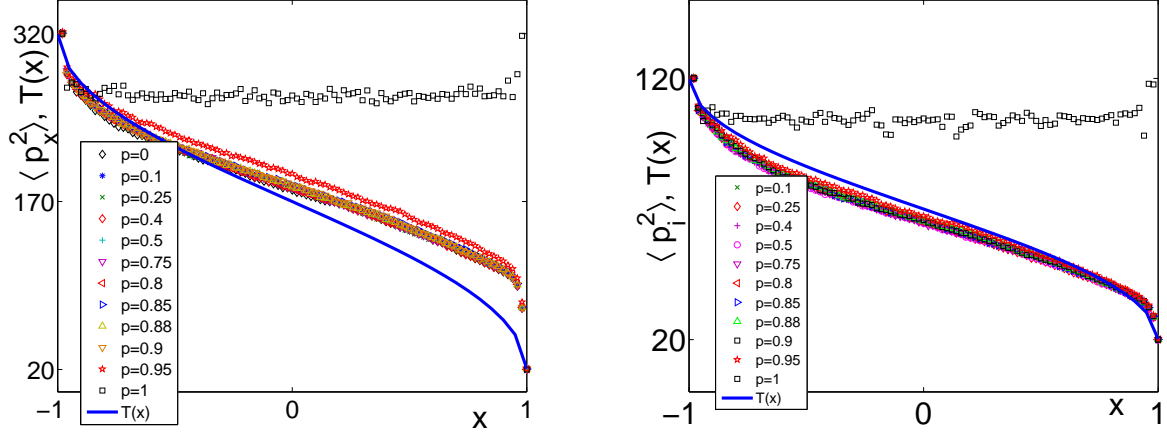 ⟨ p_x^2⟩, T(x)
320
170
20
p=0
p=0.1
p=0.25
p=0.4
p=0.5
p=0.75
p=0.8
p=0.85
p=0.88
p=0.9
p=0.95
p=1
T(x)
−1
0
x
1
⟨ p_i^2⟩, T(x)
120
20
p=0.1
p=0.25
p=0.4
p=0.5
p=0.75
p=0.8
p=0.85
p=0.88
p=0.9
p=0.95
p=1
T(x)
−1
0
x
1